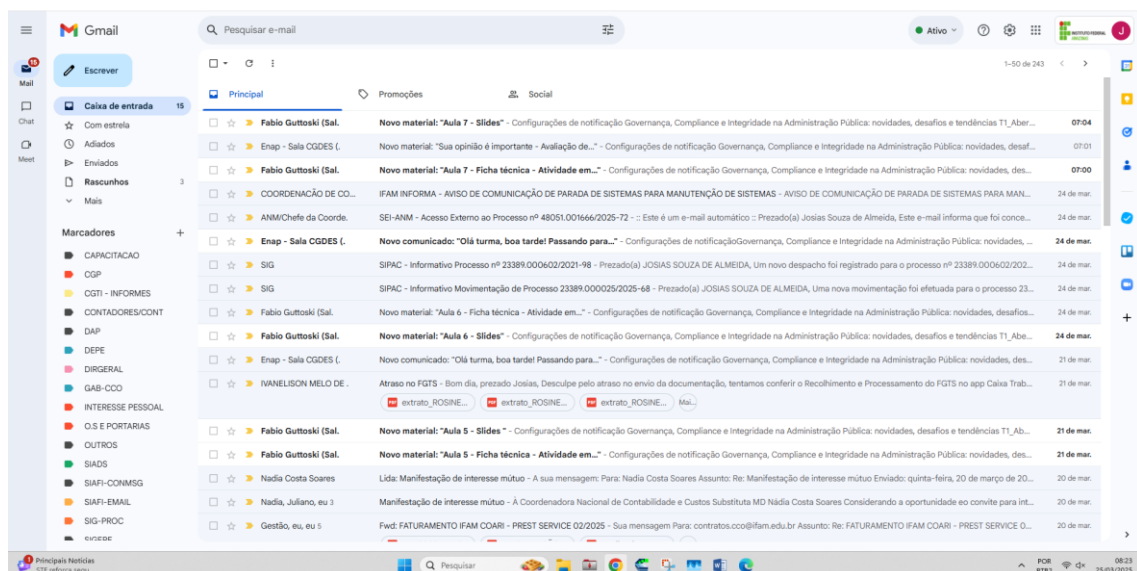 Gmail
Pesquisar e-mail
Ativo
INSTITUTO FEDERAL
J
15
Mail
Chat
Meet
Escrever
Caixa de entrada 15
Com estrela
Adiados
Enviados
Rascunhos 3
Mais
Marcadores
CAPACITACAO
CGP
CGTI - INFORMES
CONTADORES/CONT
DAP
DEPE
DIRGERAL
GAB-CCO
INTERESSE PESSOAL
O.S E PORTARIAS
OUTROS
SIADS
SIAFI-CONMSG
SIAFI-EMAIL
SIG-PROC
SIGEPE
1–50 de 243
Principal Promoções Social
Fabio Guttoski (Sal. Novo material: "Aula 7 - Slides" - Configurações de notificação Governança, Compliance e Integridade na Administração Pública: novidades, desafios e tendências T1_Aber... 07:04
Enap - Sala CGDES (. Novo material: "Sua opinião é importante - Avaliação de..." - Configurações de notificação Governança, Compliance e Integridade na Administração Pública: novidades, desaf... 07:01
Fabio Guttoski (Sal. Novo material: "Aula 7 - Ficha técnica - Atividade em..." - Configurações de notificação Governança, Compliance e Integridade na Administração Pública: novidades, des... 07:00
COORDENACÃO DE CO... IFAM INFORMA - AVISO DE COMUNICAÇÃO DE PARADA DE SISTEMAS PARA MANUTENÇÃO DE SISTEMAS - AVISO DE COMUNICAÇÃO DE PARADA DE SISTEMAS PARA MAN... 24 de mar.
ANM/Chefe da Coorde. SEI-ANM - Acesso Externo ao Processo nº 48051.001666/2025-72 - :: Este é um e-mail automático :: Prezado(a) Josias Souza de Almeida, Este e-mail informa que foi conce... 24 de mar.
Enap - Sala CGDES (. Novo comunicado: "Olá turma, boa tarde! Passando para..." - Configurações de notificaçãoGovernança, Compliance e Integridade na Administração Pública: novidades, ... 24 de mar.
SIG SIPAC - Informativo Processo nº 23389.000602/2021-98 - Prezado(a) JOSIAS SOUZA DE ALMEIDA, Um novo despacho foi registrado para o processo nº 23389.000602/202... 24 de mar.
SIG SIPAC - Informativo Movimentação de Processo 23389.000025/2025-68 - Prezado(a) JOSIAS SOUZA DE ALMEIDA, Uma nova movimentação foi efetuada para o processo 23... 24 de mar.
Fabio Guttoski (Sal. Novo material: "Aula 6 - Ficha técnica - Atividade em..." - Configurações de notificação Governança, Compliance e Integridade na Administração Pública: novidades, desafios... 24 de mar.
Fabio Guttoski (Sal. Novo material: "Aula 6 - Slides" - Configurações de notificação Governança, Compliance e Integridade na Administração Pública: novidades, desafios e tendências T1_Abe... 24 de mar.
Enap - Sala CGDES (. Novo comunicado: "Olá turma, boa tarde! Passando para..." - Configurações de notificação Governança, Compliance e Integridade na Administração Pública: novidades, des... 21 de mar.
IVANELISON MELO DE . Atraso no FGTS - Bom dia, prezado Josias, Desculpe pelo atraso no envio da documentação, tentamos conferir o Recolhimento e Processamento do FGTS no app Caixa Trab... 21 de mar.
PDF extrato_ROSINE... PDF extrato_ROSINE... PDF extrato_ROSINE... Mai...
Fabio Guttoski (Sal. Novo material: "Aula 5 - Slides " - Configurações de notificação Governança, Compliance e Integridade na Administração Pública: novidades, desafios e tendências T1_Ab... 21 de mar.
Fabio Guttoski (Sal. Novo material: "Aula 5 - Ficha técnica - Atividade em..." - Configurações de notificação Governança, Compliance e Integridade na Administração Pública: novidades, des... 21 de mar.
Nadia Costa Soares Lida: Manifestação de interesse mútuo - A sua mensagem: Para: Nadia Costa Soares Assunto: Re: Manifestação de interesse mútuo Enviado: quinta-feira, 20 de março de 20... 20 de mar.
Nadia, Juliano, eu 3 Manifestação de interesse mútuo - À Coordenadora Nacional de Contabilidade e Custos Substituta MD Nádia Costa Soares Considerando a oportunidade eo convite para int... 20 de mar.
Gestão, eu, eu 5 Fwd: FATURAMENTO IFAM COARI - PREST SERVICE 02/2025 - Sua mensagem Para: contratos.cco@ifam.edu.br Assunto: Re: FATURAMENTO IFAM COARI - PREST SERVICE 0... 20 de mar.
1
Principais Notícias
STF reforça segu
Pesquisar
POR
PTB2
08:23
25/03/2025